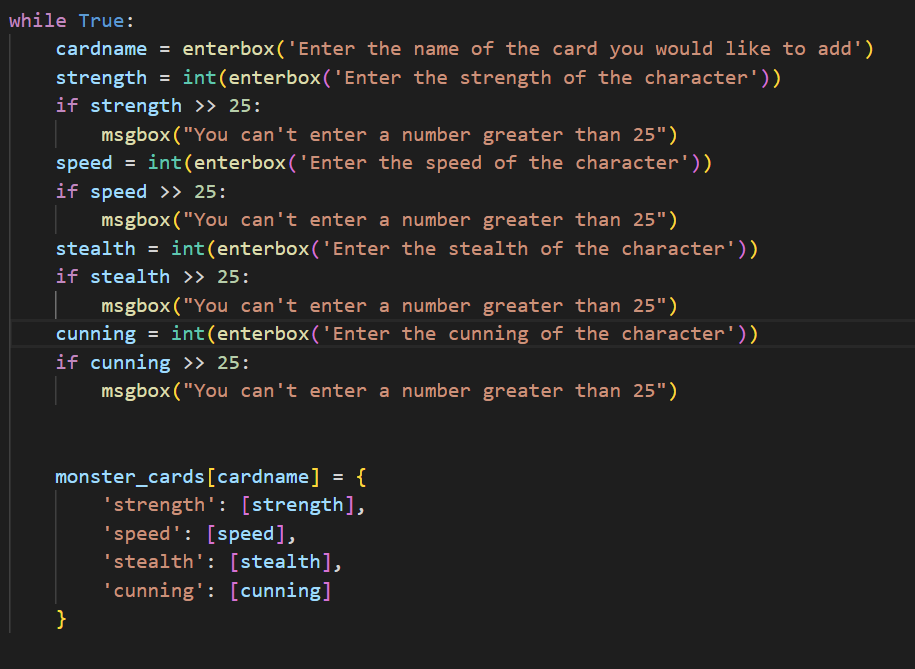 while True:
    cardname = enterbox('Enter the name of the card you would like to add')
    strength = int(enterbox('Enter the strength of the character'))
    if strength >> 25:
        msgbox("You can't enter a number greater than 25")
    speed = int(enterbox('Enter the speed of the character'))
    if speed >> 25:
        msgbox("You can't enter a number greater than 25")
    stealth = int(enterbox('Enter the stealth of the character'))
    if stealth >> 25:
        msgbox("You can't enter a number greater than 25")
    cunning = int(enterbox('Enter the cunning of the character'))
    if cunning >> 25:
        msgbox("You can't enter a number greater than 25")
    monster_cards[cardname] = {
        'strength': [strength],
        'speed': [speed],
        'stealth': [stealth],
        'cunning': [cunning]
    }